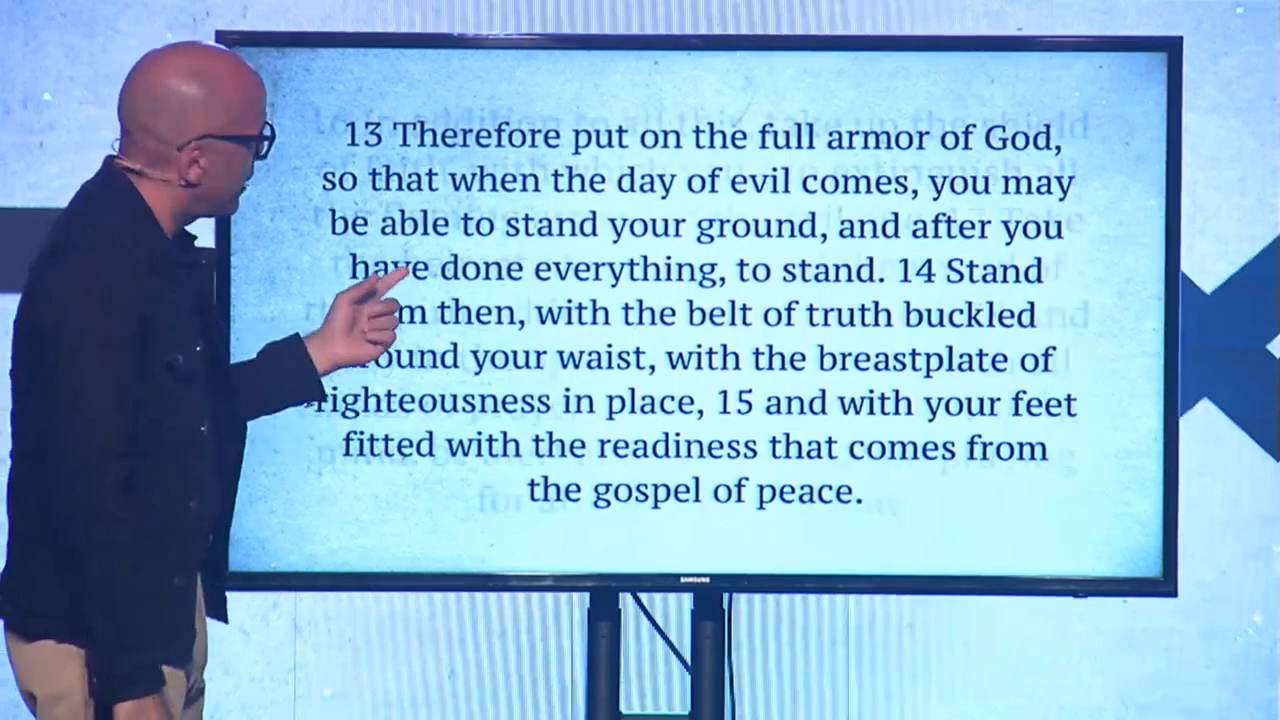 13 Therefore put on the full armor of God,
so that when the day of evil comes, you may
be able to stand your ground, and after you
have done everything, to stand. 14 Stand
m then, with the belt of truth buckled
ound your waist, with the breastplate of
righteousness in place, 15 and with your feet
fitted with the readiness that comes from
the gospel of peace.
SAMSUNG